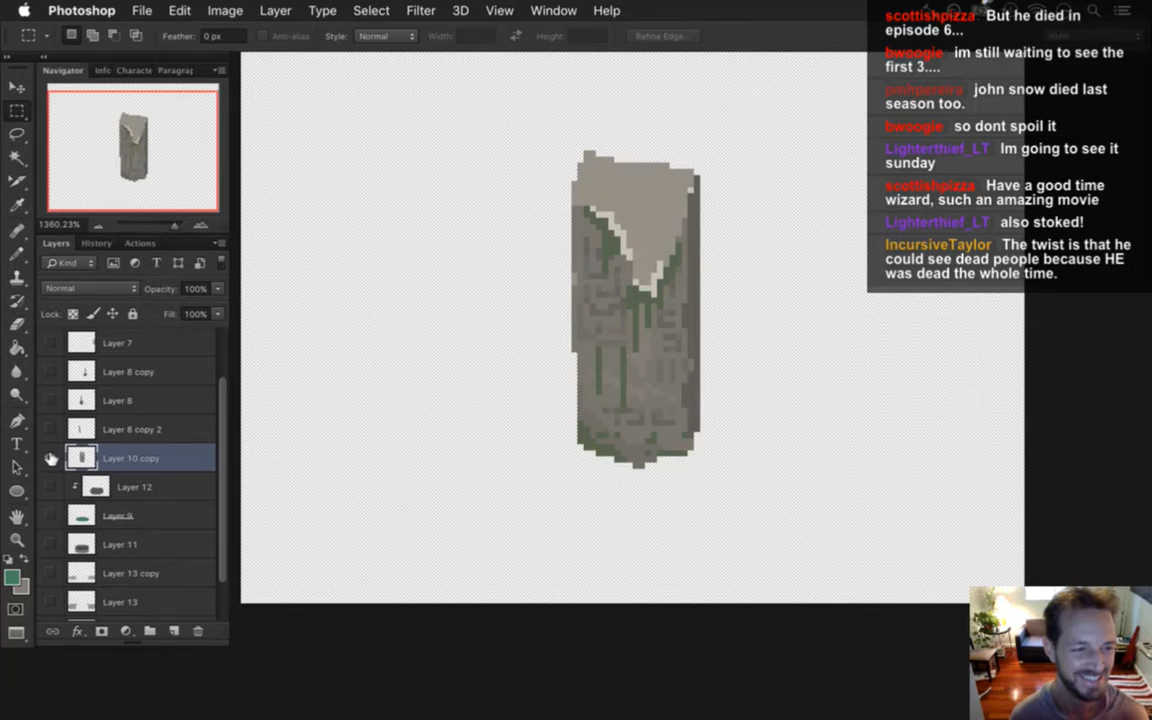 Photoshop File Edit Image Layer Type Select Filter 3D View Window Help
Feather: 0 px Anti-alias Style: Normal Width: Height: Refine Edge...
Navigator Info Characte Paragraj
1360.23%
Layers History Actions
Kind
Normal Opacity: 100%
Lock: Fill: 100%
Layer 7
Layer 8 copy
Layer 8
Layer 8 copy 2
Layer 10 copy
Layer 12
Layer 9
Layer 11
Layer 13 copy
Layer 13
fx
scottishpizza: But he died in
episode 6...
bwoogie im still waiting to see the
first 3....
john snow died last
season too.
bwoogie so dont spoil it
Lighterthief_LT Im going to see it
sunday
scottishpizza Have a good time
wizard, such an amazing movie
Lighterthief_LT also stoked!
IncursiveTaylor The twist is that he
could see dead people because HE
was dead the whole time.